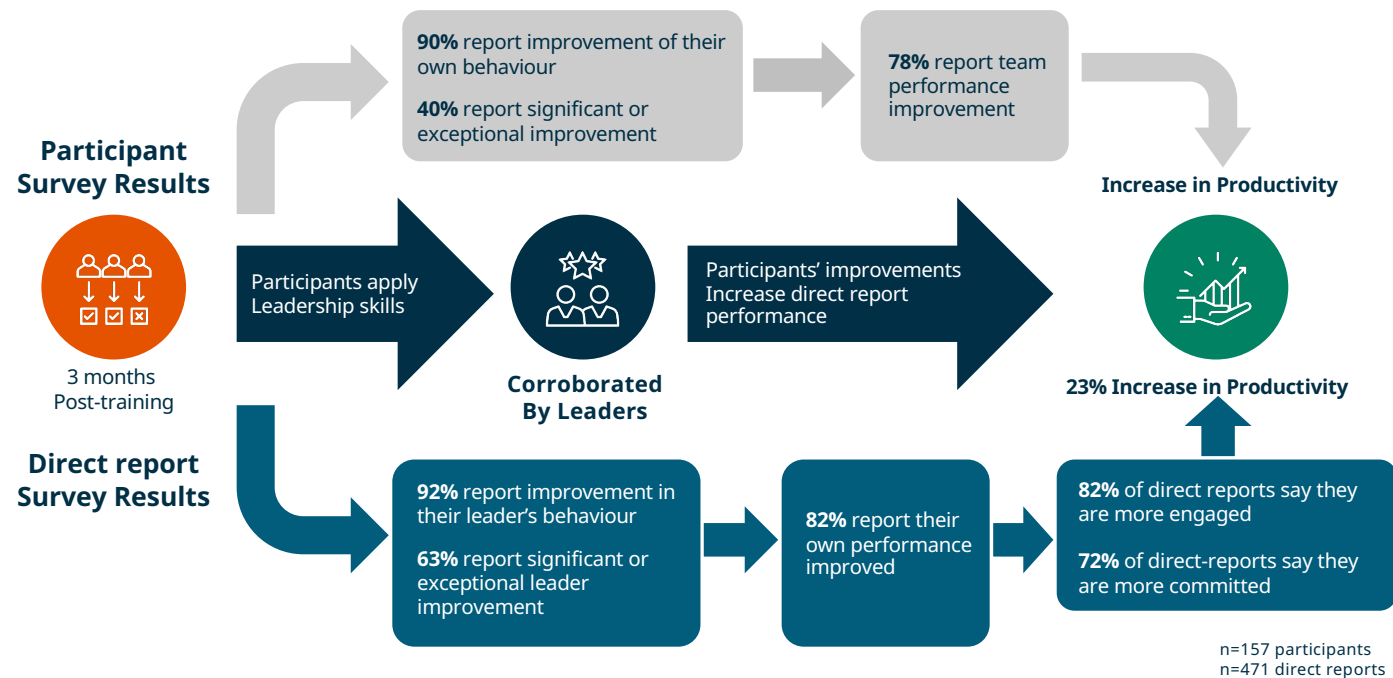 90% report improvement of their
own behaviour
40% report significant or
exceptional improvement
78% report team
performance
improvement
Participant
Survey Results
Increase in Productivity
Participants apply
Leadership skills
Participants’ improvements
Increase direct report
performance
3 months
Post-training
Corroborated
By Leaders
23% Increase in Productivity
Direct report
Survey Results
92% report improvement in
their leader’s behaviour
63% report significant or
exceptional leader
improvement
82% report their
own performance
improved
82% of direct reports say they
are more engaged
72% of direct-reports say they
are more committed
n=157 participants
n=471 direct reports